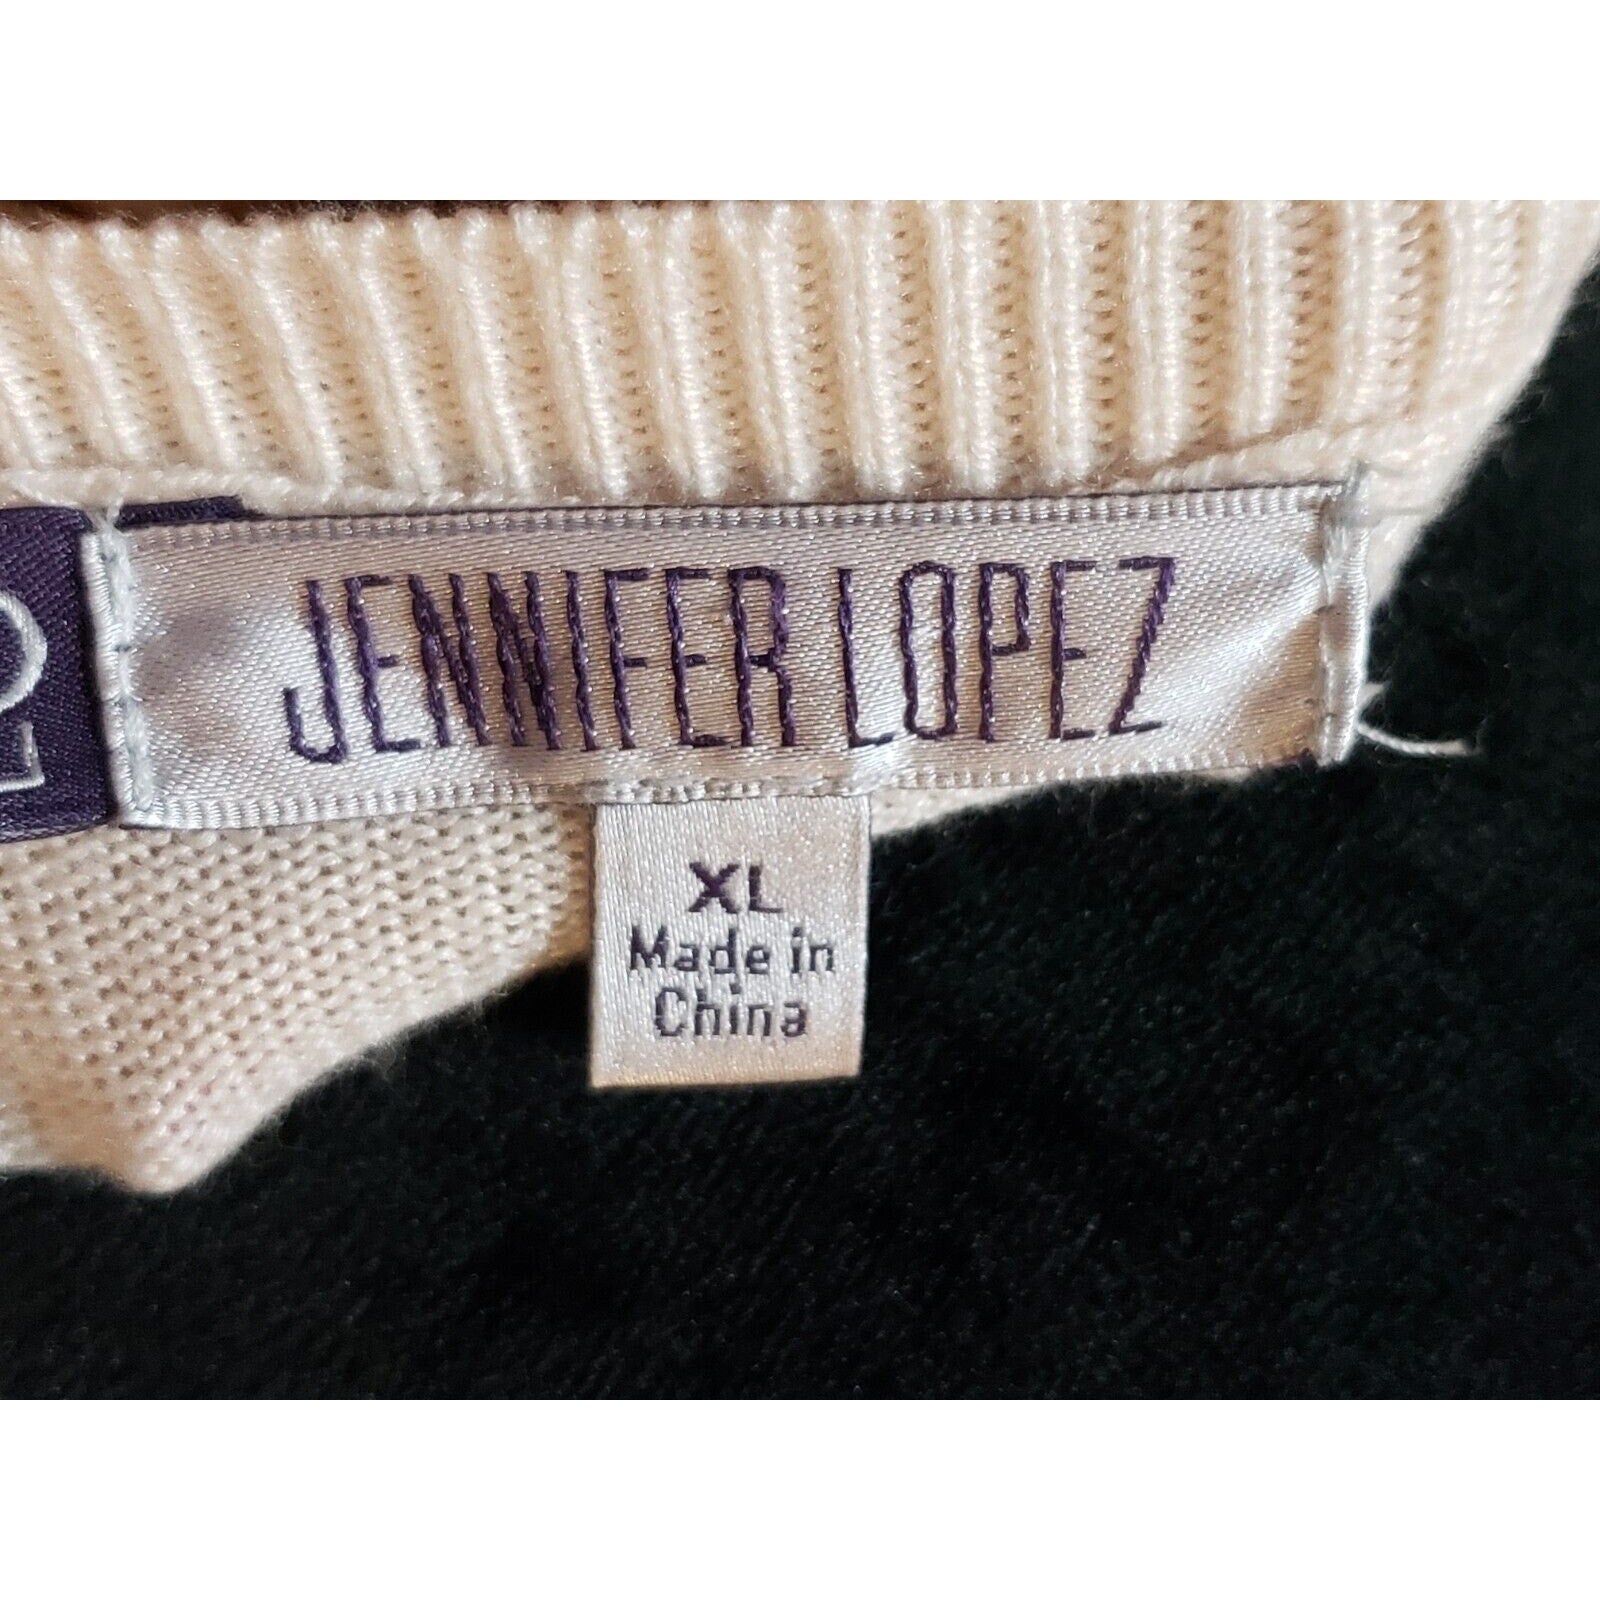 JENNIFER LOPEZ
XL
Made in
China